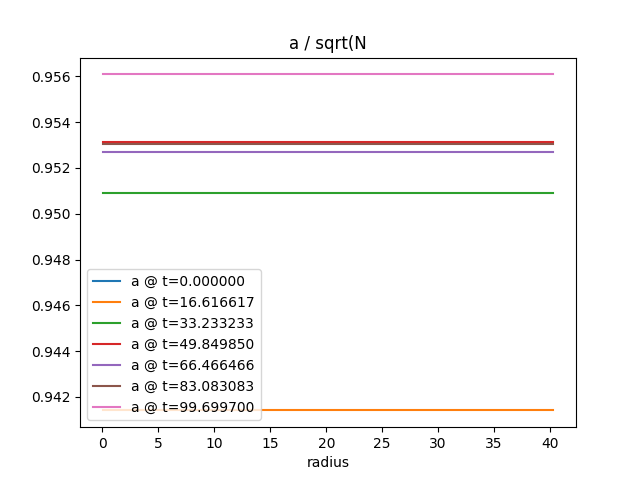 a / sqrt(N
0.956
0.954
0.952
0.950
0.948
0.946
0.944
0.942
a @ t=0.000000
a @ t=16.616617
a @ t=33.233233
a @ t=49.849850
a @ t=66.466466
a @ t=83.083083
a @ t=99.699700
0 5 10 15 20 25 30 35 40
radius